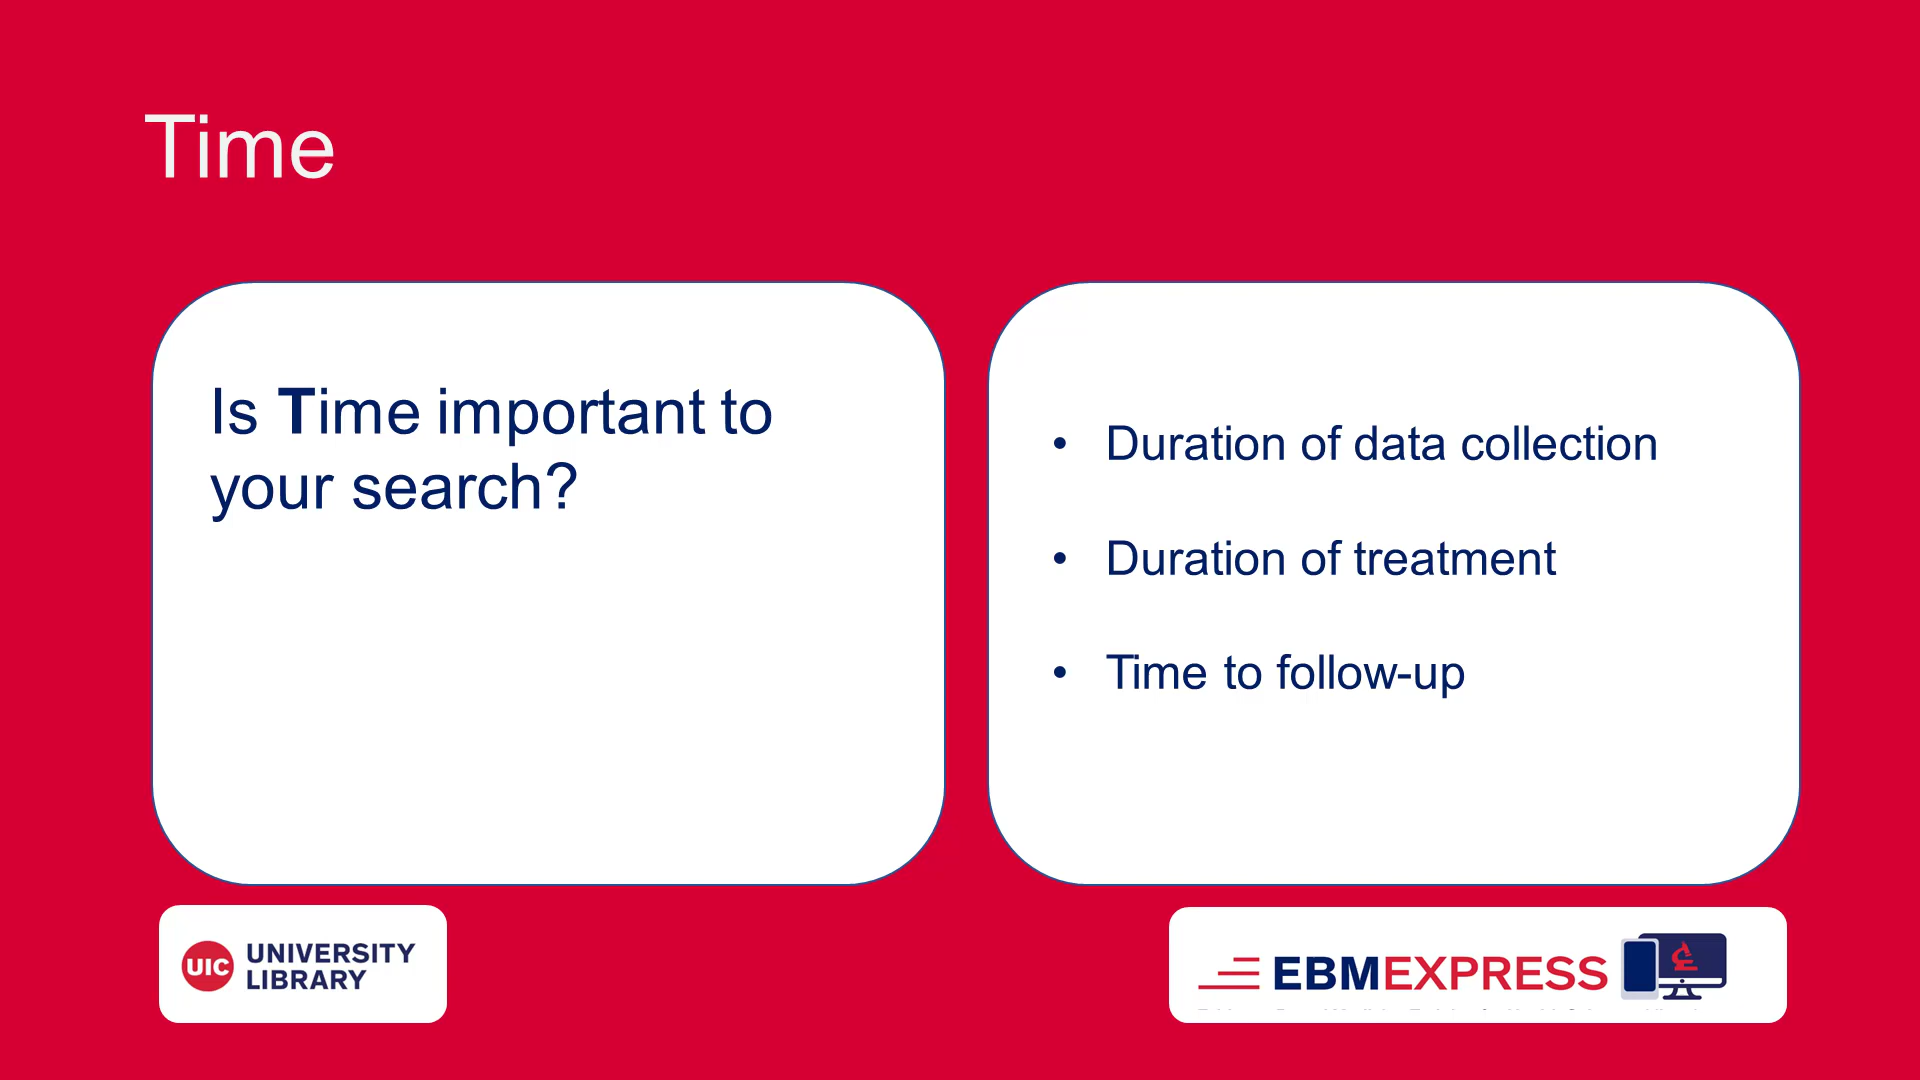 Time
Is Time important to
your search?
• Duration of data collection
• Duration of treatment
• Time to follow-up
UIC
UNIVERSITY
LIBRARY
EBMEXPRESS